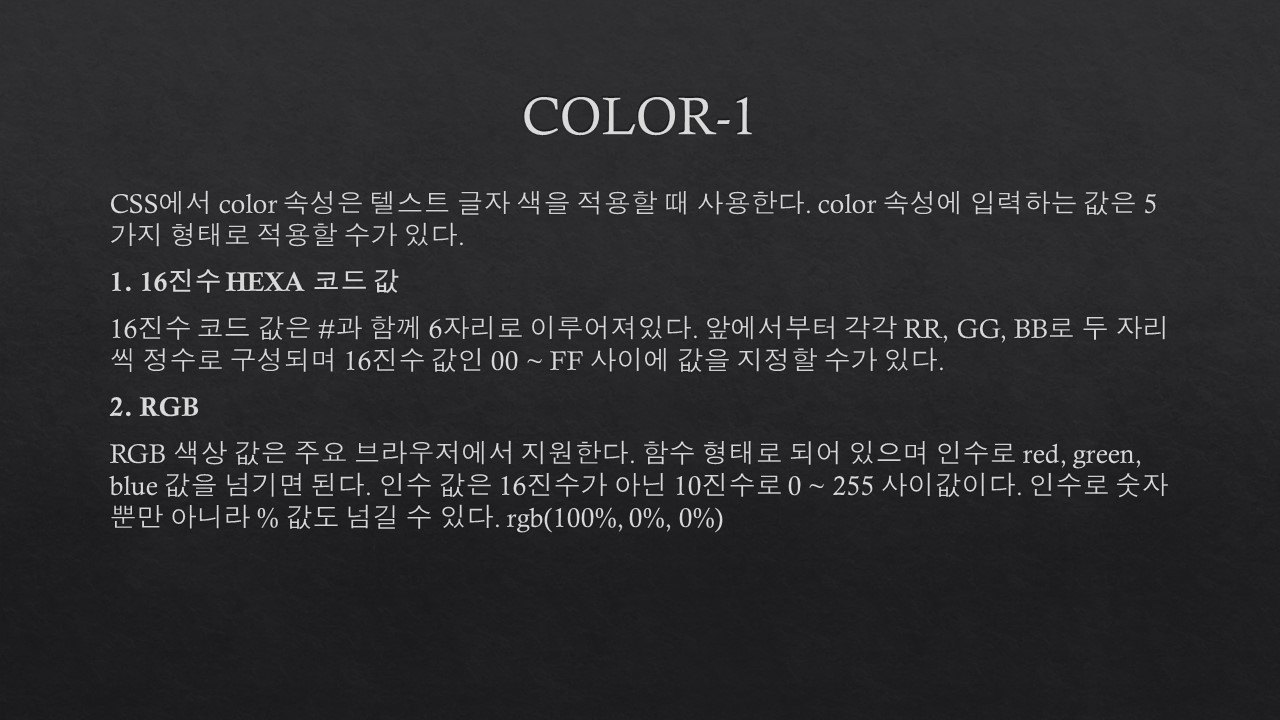 COLOR-1
CSS에서 color 속성은 텔스트 글자 색을 적용할 때 사용한다. color 속성에 입력하는 값은 5
가지 형태로 적용할 수가 있다.
1. 16진수 HEXA 코드 값
16진수 코드 값은 #과 함께 6자리로 이루어져있다. 앞에서부터 각각 RR, GG, BB로 두 자리
씩 정수로 구성되며 16진수 값인 00 ~ FF 사이에 값을 지정할 수가 있다.
2. RGB
RGB 색상 값은 주요 브라우저에서 지원한다. 함수 형태로 되어 있으며 인수로 red, green,
blue 값을 넘기면 된다. 인수 값은 16진수가 아닌 10진수로 0 ~ 255 사이값이다. 인수로 숫자
뿐만 아니라 % 값도 넘길 수 있다. rgb(100%, 0%, 0%)